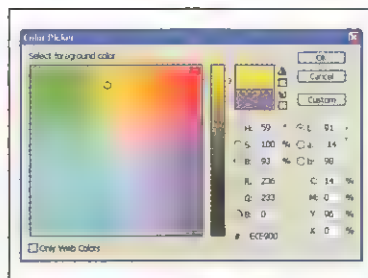 Color Picker
Select foreground color
Ok
Cancel
Custom
H: 59 ° L: 91
S: 100 % a: -14
B: 93 % b: 90
R: 236 C: 14 %
G: 233 M: 0 %
B: 0 Y: 96 %
# ECE900 K: 0 %
Only Web Colors